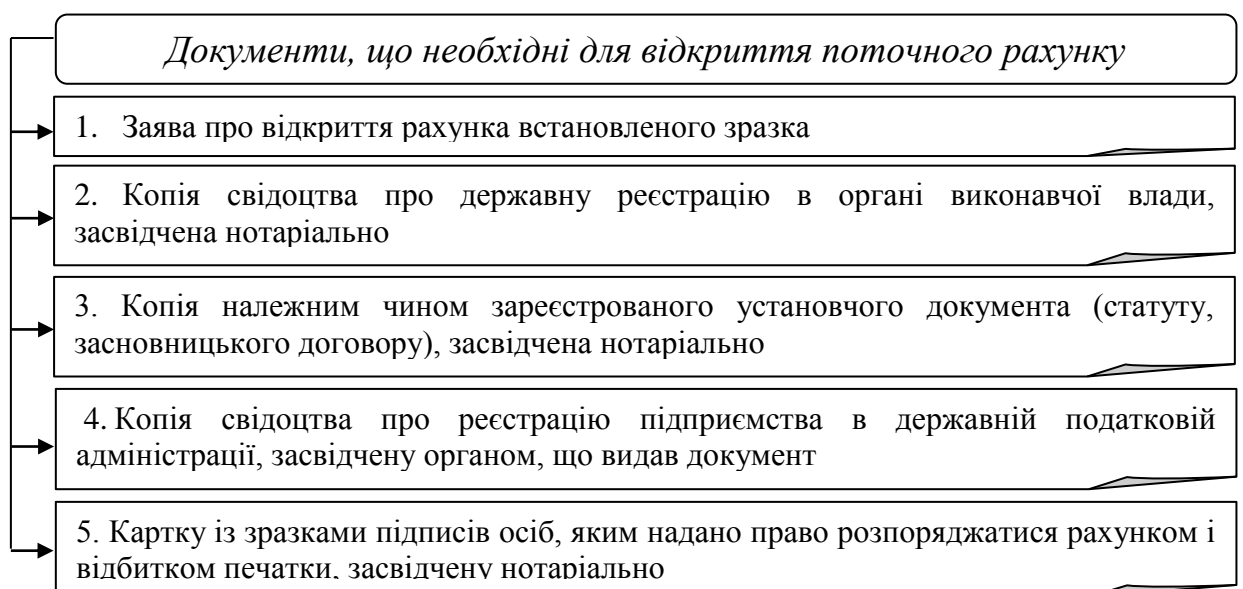 Документи, що необхідні для відкриття поточного рахунку
1. Заява про відкриття рахунка встановленого зразка
2. Копія свідоцтва про державну реєстрацію в органі виконавчої влади,
засвідчена нотаріально
3. Копія належним чином зареєстрованого установчого документа (статуту,
засновницького договору), засвідчена нотаріально
4. Копія свідоцтва про реєстрацію підприємства в державній податковій
адміністрації, засвідчену органом, що видав документ
5. Картку із зразками підписів осіб, яким надано право розпоряджатися рахунком і
відбитком печатки, засвідчену нотаріально